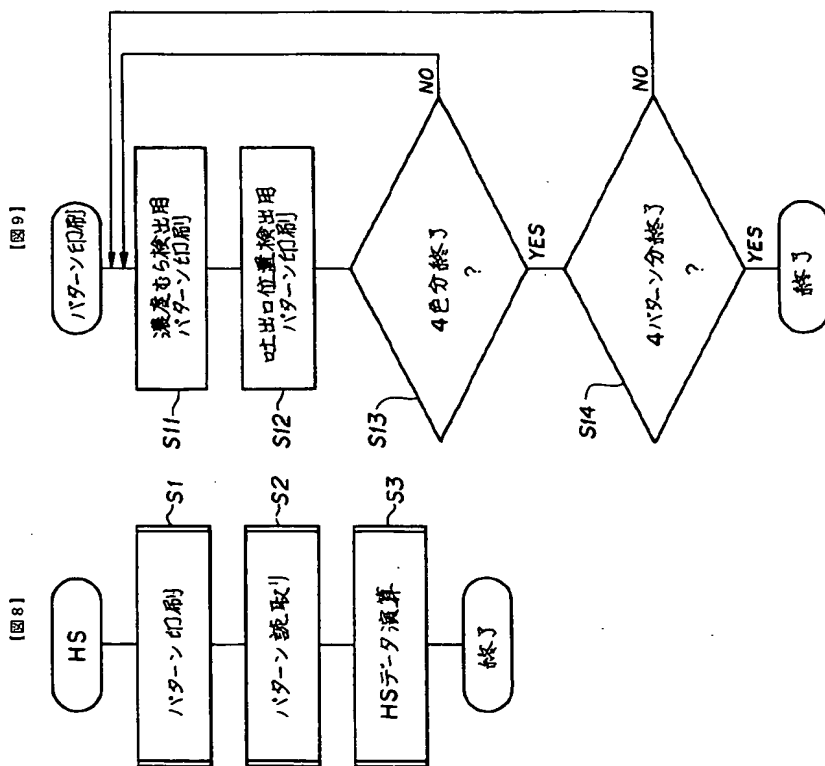 【図8】
HS
パターン印刷
S1
パターン読取り
S2
HSデータ演算
S3
終了
【図9】
パターン印刷
濃度むら検出用
パターン印刷
S11
吐出口位置検出用
パターン印刷
S12
4色分終了
?
S13
NO
YES
4パターン分終了
?
S14
NO
YES
終了